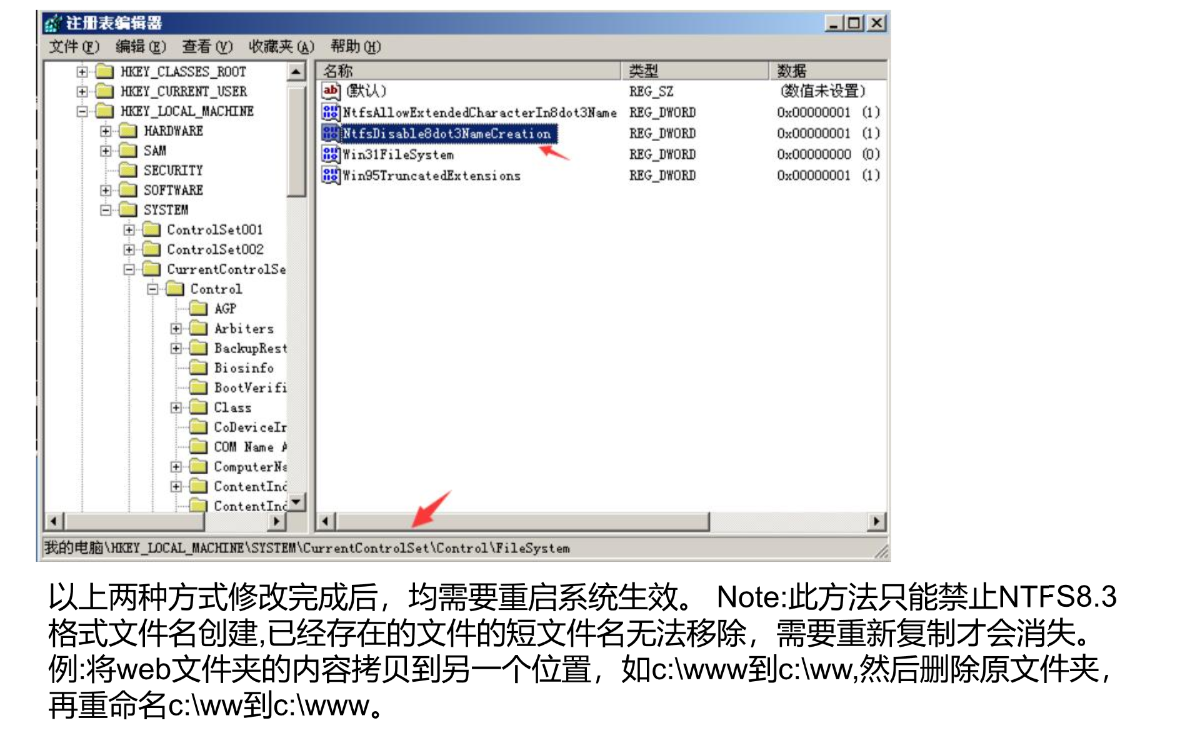 注册表编辑器
文件(F) 编辑(E) 查看(V) 收藏夹(A) 帮助(H)
HKEY_CLASSES_ROOT
HKEY_CURRENT_USER
HKEY_LOCAL_MACHINE
HARDWARE
SAM
SECURITY
SOFTWARE
SYSTEM
ControlSet001
ControlSet002
CurrentControlSe
Control
AGP
Arbiters
BackupRest
Biosinfo
BootVerifi
Class
CoDeviceIr
COM Name A
ComputerNa
ContentInd
ContentInd
名称 类型 数据
(默认) REG_SZ (数值未设置)
NtfsAllowExtendedCharacterIn8dot3Name REG_DWORD 0x00000001 (1)
NtfsDisable8dot3NameCreation REG_DWORD 0x00000001 (1)
Win31FileSystem REG_DWORD 0x00000000 (0)
Win95TruncatedExtensions REG_DWORD 0x00000001 (1)
我的电脑\HKEY_LOCAL_MACHINE\SYSTEM\CurrentControlSet\Control\FileSystem
以上两种方式修改完成后，均需要重启系统生效。 Note:此方法只能禁止NTFS8.3
格式文件名创建,已经存在的文件的短文件名无法移除，需要重新复制才会消失。
例:将web文件夹的内容拷贝到另一个位置，如c:\www到c:\ww,然后删除原文件夹，
再重命名c:\ww到c:\www。